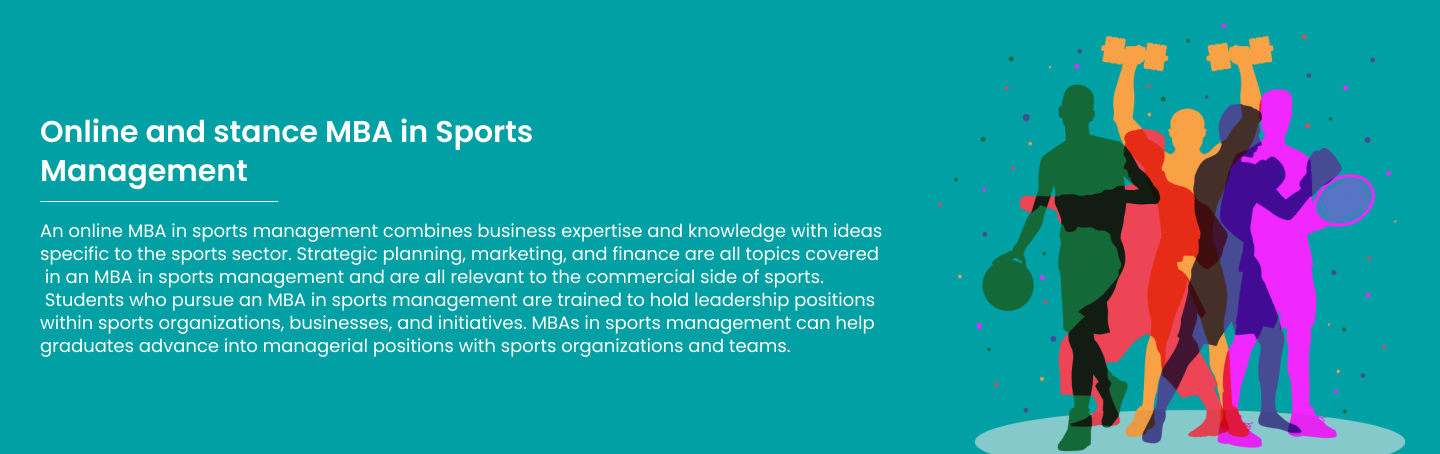 Online and stance MBA in Sports
Management
An online MBA in sports management combines business expertise and knowledge with ideas
specific to the sports sector. Strategic planning, marketing, and finance are all topics covered
in an MBA in sports management and are all relevant to the commercial side of sports.
Students who pursue an MBA in sports management are trained to hold leadership positions
within sports organizations, businesses, and initiatives. MBAs in sports management can help
graduates advance into managerial positions with sports organizations and teams.